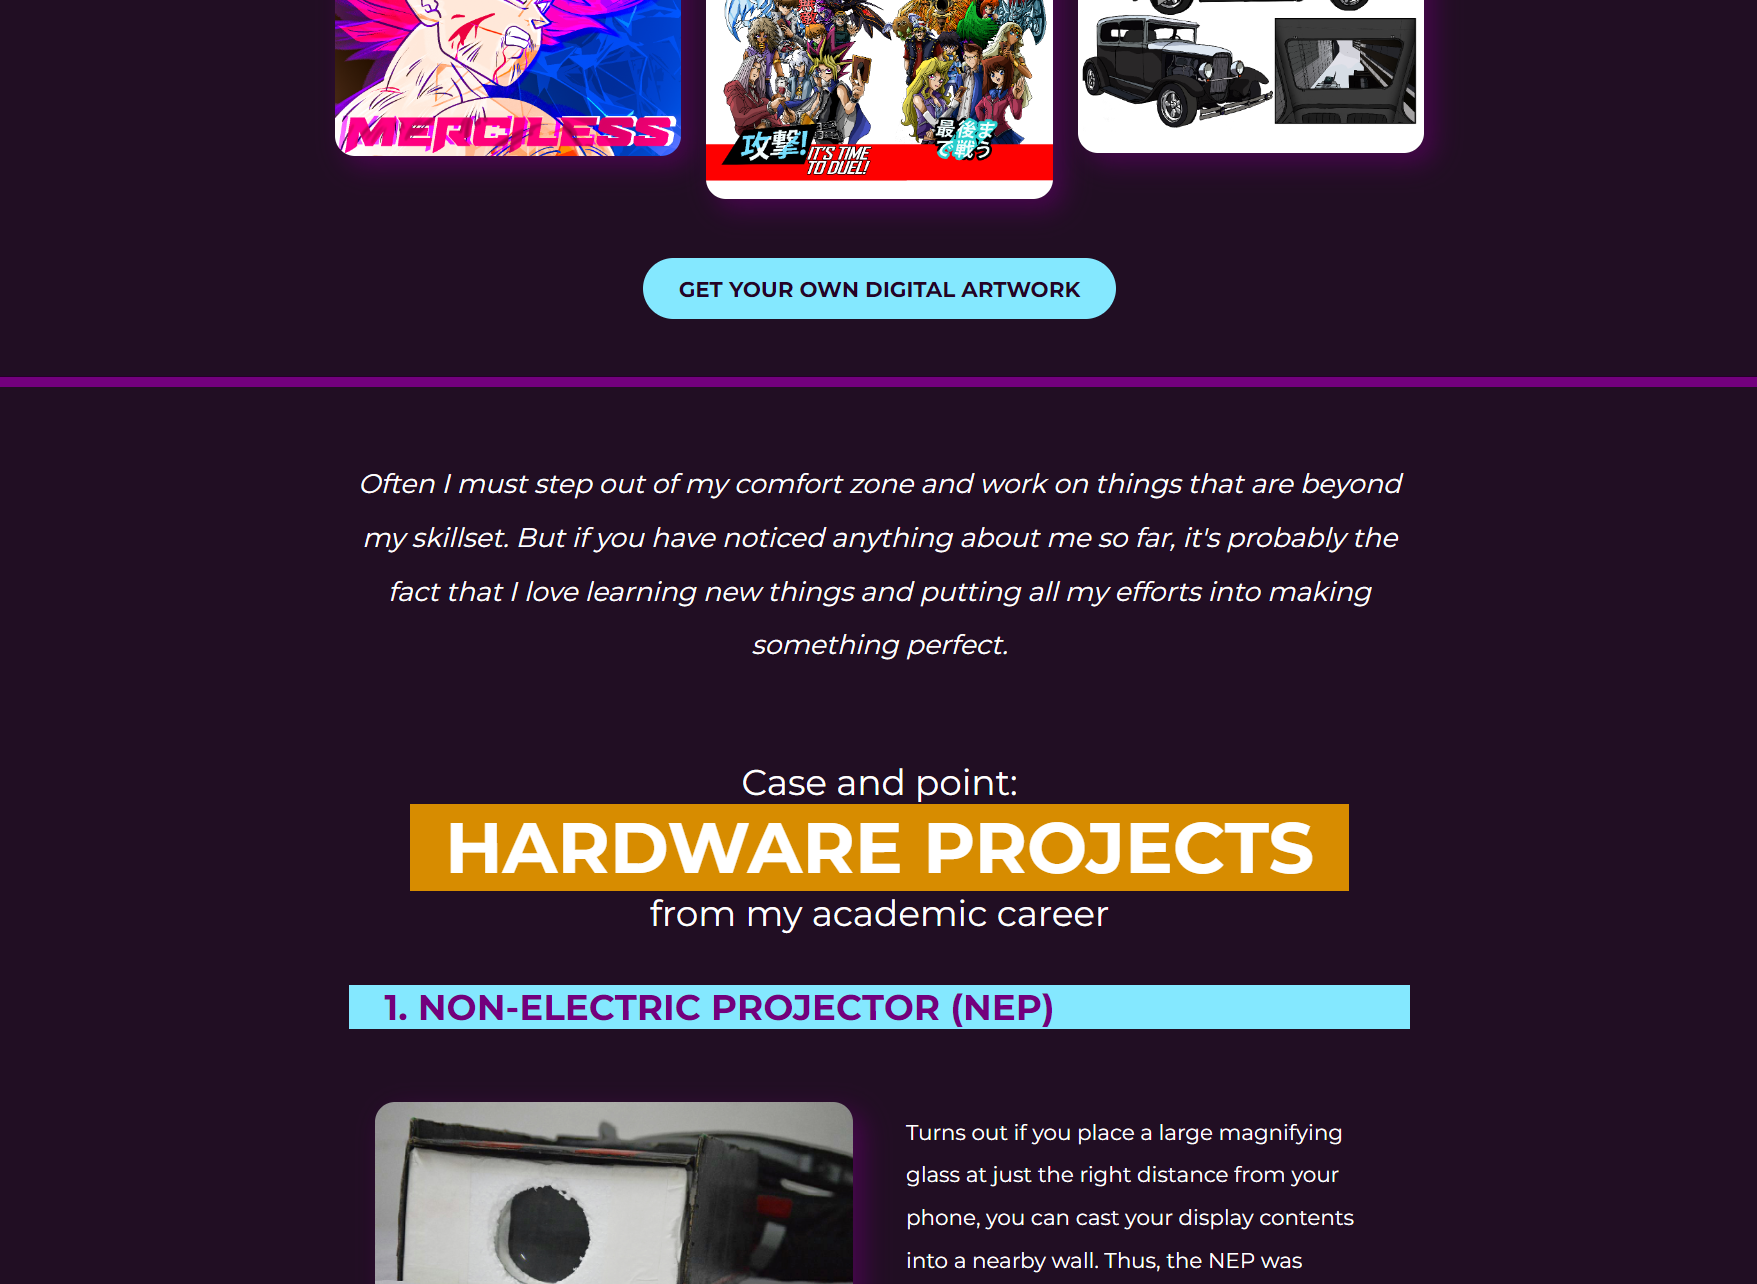 MERCILESS
攻撃!
IT'S TIME
TO DUEL!
最後ま
で戦う
GET YOUR OWN DIGITAL ARTWORK
Often I must step out of my comfort zone and work on things that are beyond
my skillset. But if you have noticed anything about me so far, it's probably the
fact that I love learning new things and putting all my efforts into making
something perfect.
Case and point:
HARDWARE PROJECTS
from my academic career
1. NON-ELECTRIC PROJECTOR (NEP)
Turns out if you place a large magnifying
glass at just the right distance from your
phone, you can cast your display contents
into a nearby wall. Thus, the NEP was